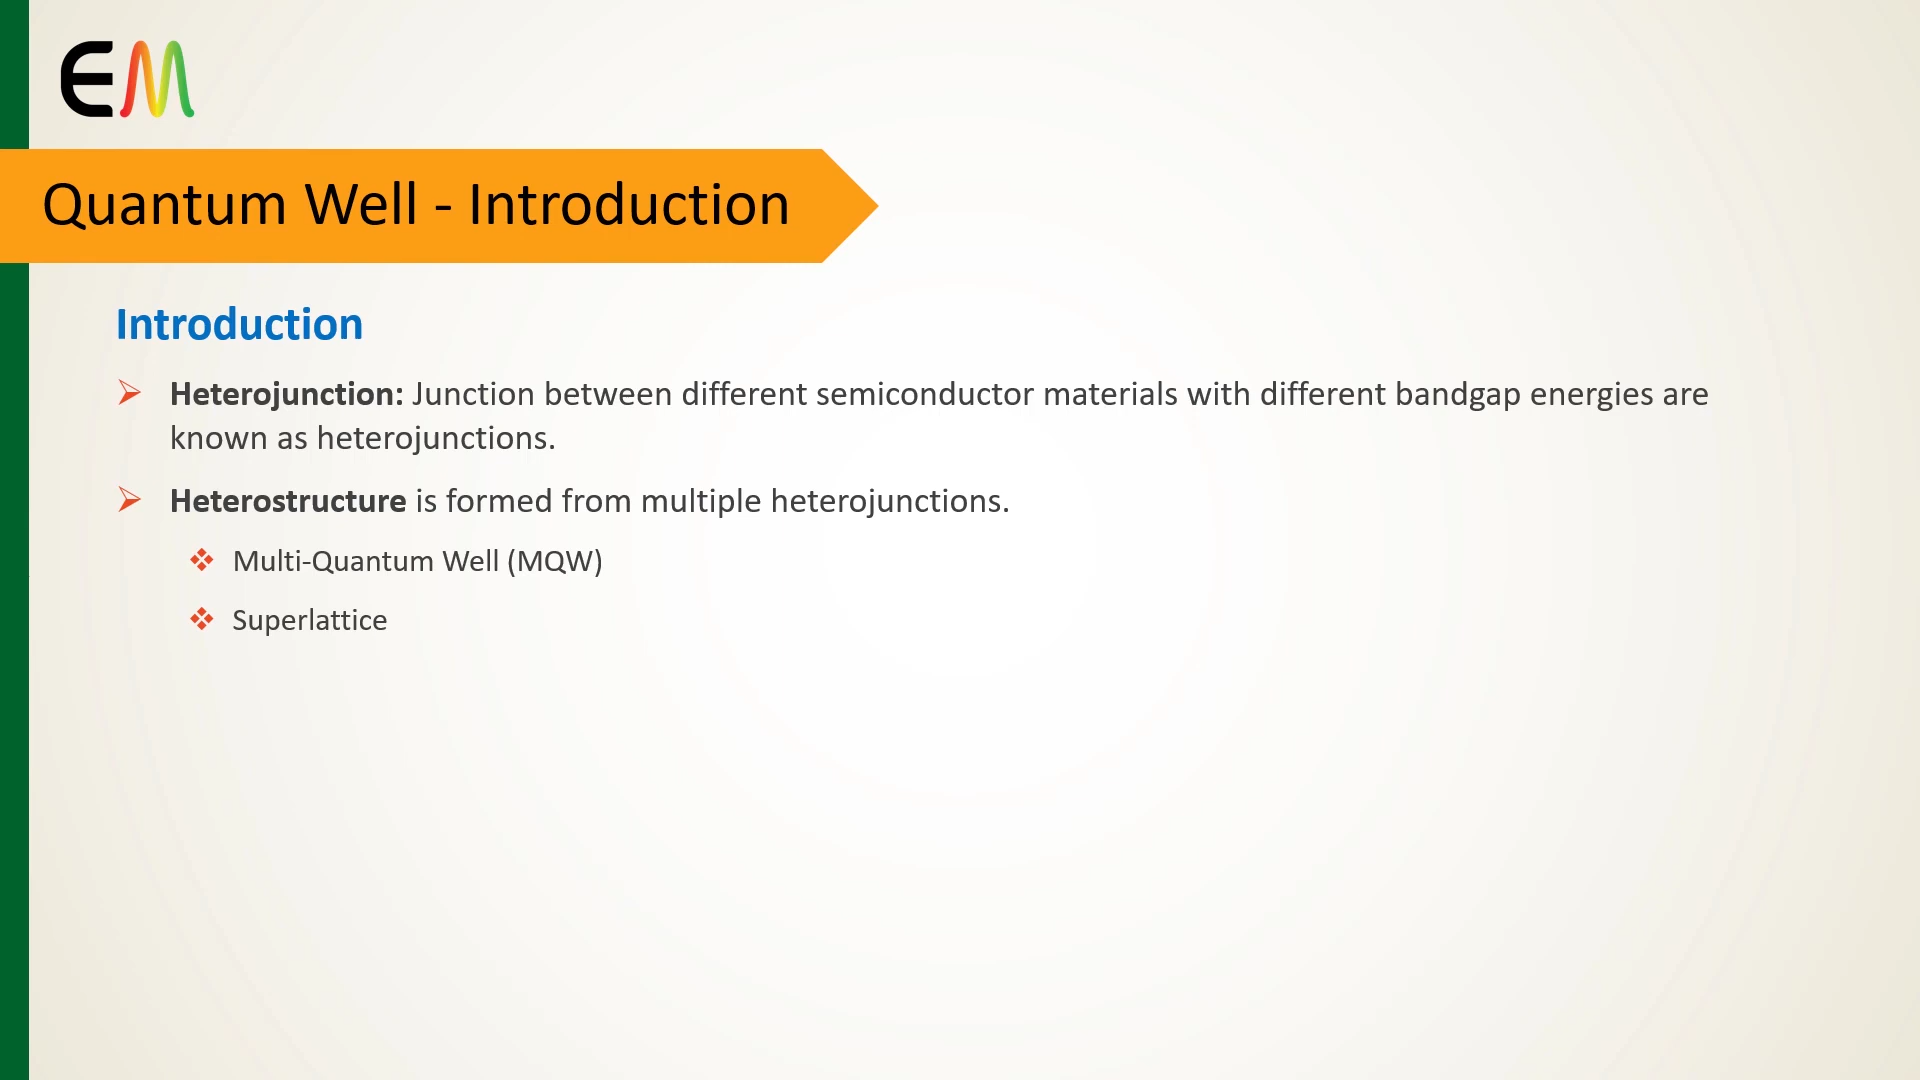 EM
Quantum Well - Introduction
Introduction
Heterojunction: Junction between different semiconductor materials with different bandgap energies are
known as heterojunctions.
Heterostructure is formed from multiple heterojunctions.
Multi-Quantum Well (MQW)
Superlattice